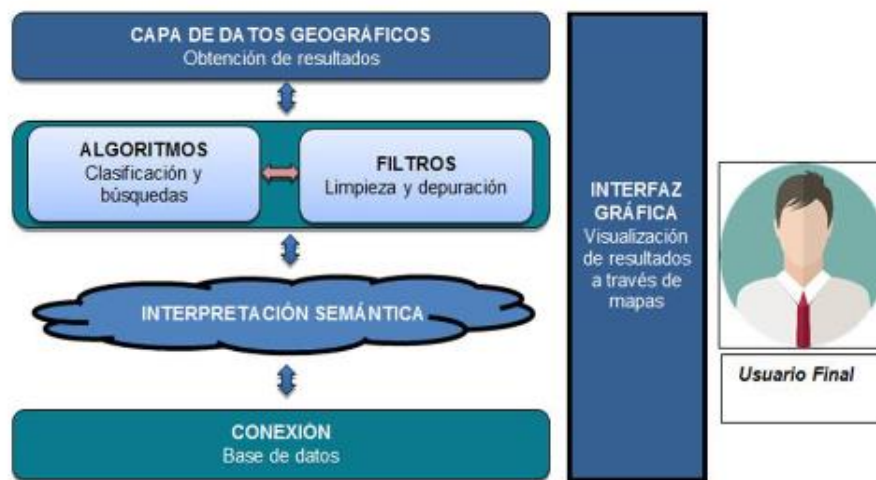 CAPA DE DATOS GEOGRÁFICOS
Obtención de resultados
ALGORITMOS
Clasificación y
búsquedas
FILTROS
Limpieza y depuración
INTERPRETACIÓN SEMÁNTICA
CONEXIÓN
Base de datos
INTERFAZ
GRÁFICA
Visualización
de resultados
a través de
mapas
Usuario Final